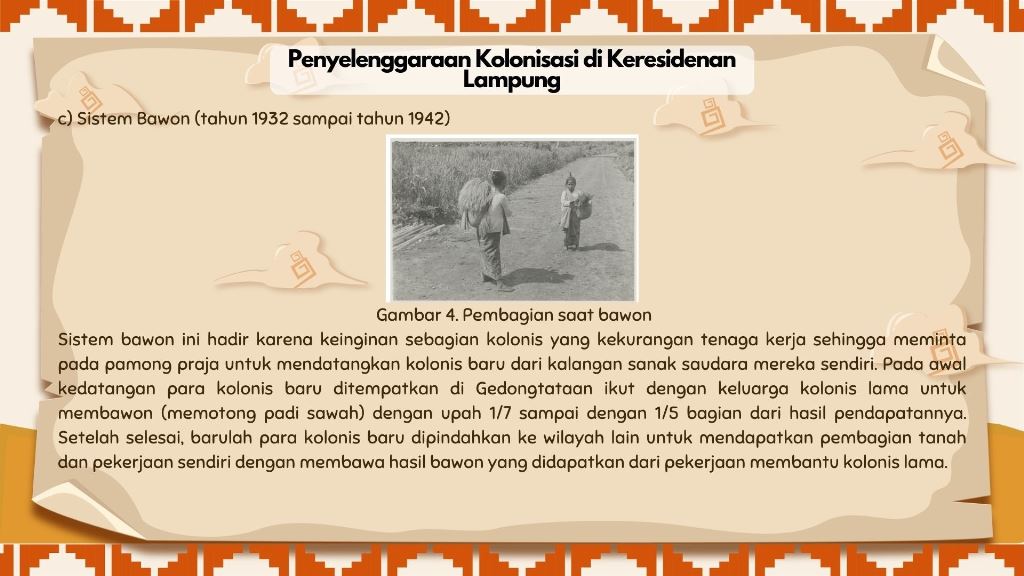 Penyelenggaraan Kolonisasi di Keresidenan
Lampung
c) Sistem Bawon (tahun 1932 sampai tahun 1942)
Gambar 4. Pembagian saat bawon
Sistem bawon ini hadir karena keinginan sebagian kolonis yang kekurangan tenaga kerja sehingga meminta
pada pamong praja untuk mendatangkan kolonis baru dari kalangan sanak saudara mereka sendiri. Pada awal
kedatangan para kolonis baru ditempatkan di Gedongtataan ikut dengan keluarga kolonis lama untuk
membawon (memotong padi sawah) dengan upah 1/7 sampai dengan 1/5 bagian dari hasil pendapatannya.
Setelah selesai, barulah para kolonis baru dipindahkan ke wilayah lain untuk mendapatkan pembagian tanah
dan pekerjaan sendiri dengan membawa hasil bawon yang didapatkan dari pekerjaan membantu kolonis lama.